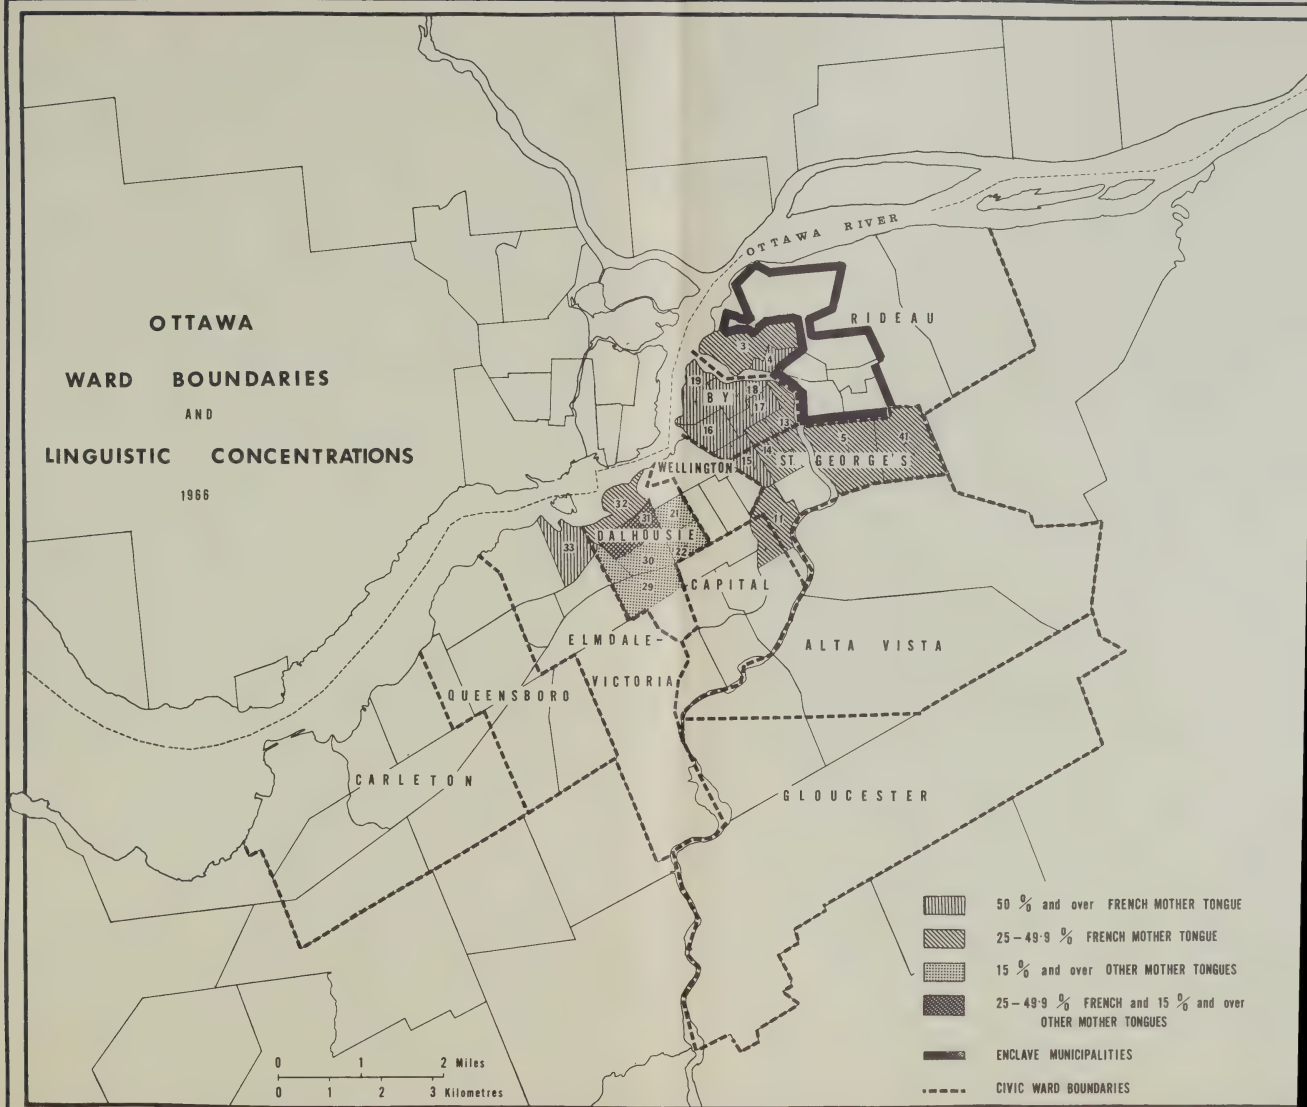 OTTAWA
WARD BOUNDARIES
AND
LINGUISTIC CONCENTRATIONS
1966
OTTAWA RIVER
RIDEAU
3
4
19
BY
18
17
16
13
5
41
14
15
ST. GEORGE'S
WELLINGTON
32
31
21
11
DALHOUSIE
33
22
30
29
CAPITAL
ELMDALE-
VICTORIA
ALTA VISTA
QUEENSBORO
CARLETON
GLOUCESTER
50 % and over FRENCH MOTHER TONGUE
25-49·9 % FRENCH MOTHER TONGUE
15 % and over OTHER MOTHER TONGUES
25-49·9 % FRENCH and 15 % and over
OTHER MOTHER TONGUES
ENCLAVE MUNICIPALITIES
CIVIC WARD BOUNDARIES
0 1 2 Miles
0 1 2 3 Kilometres